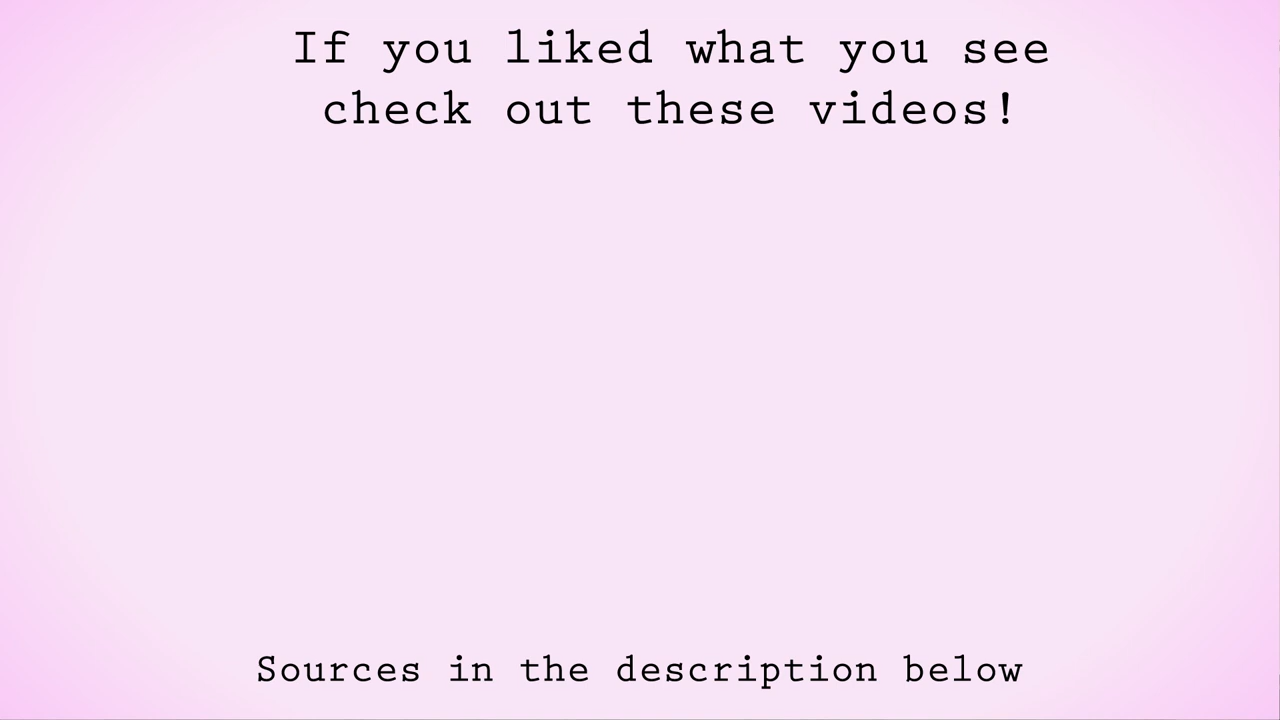 If you liked what you see
check out these videos!
Sources in the description below